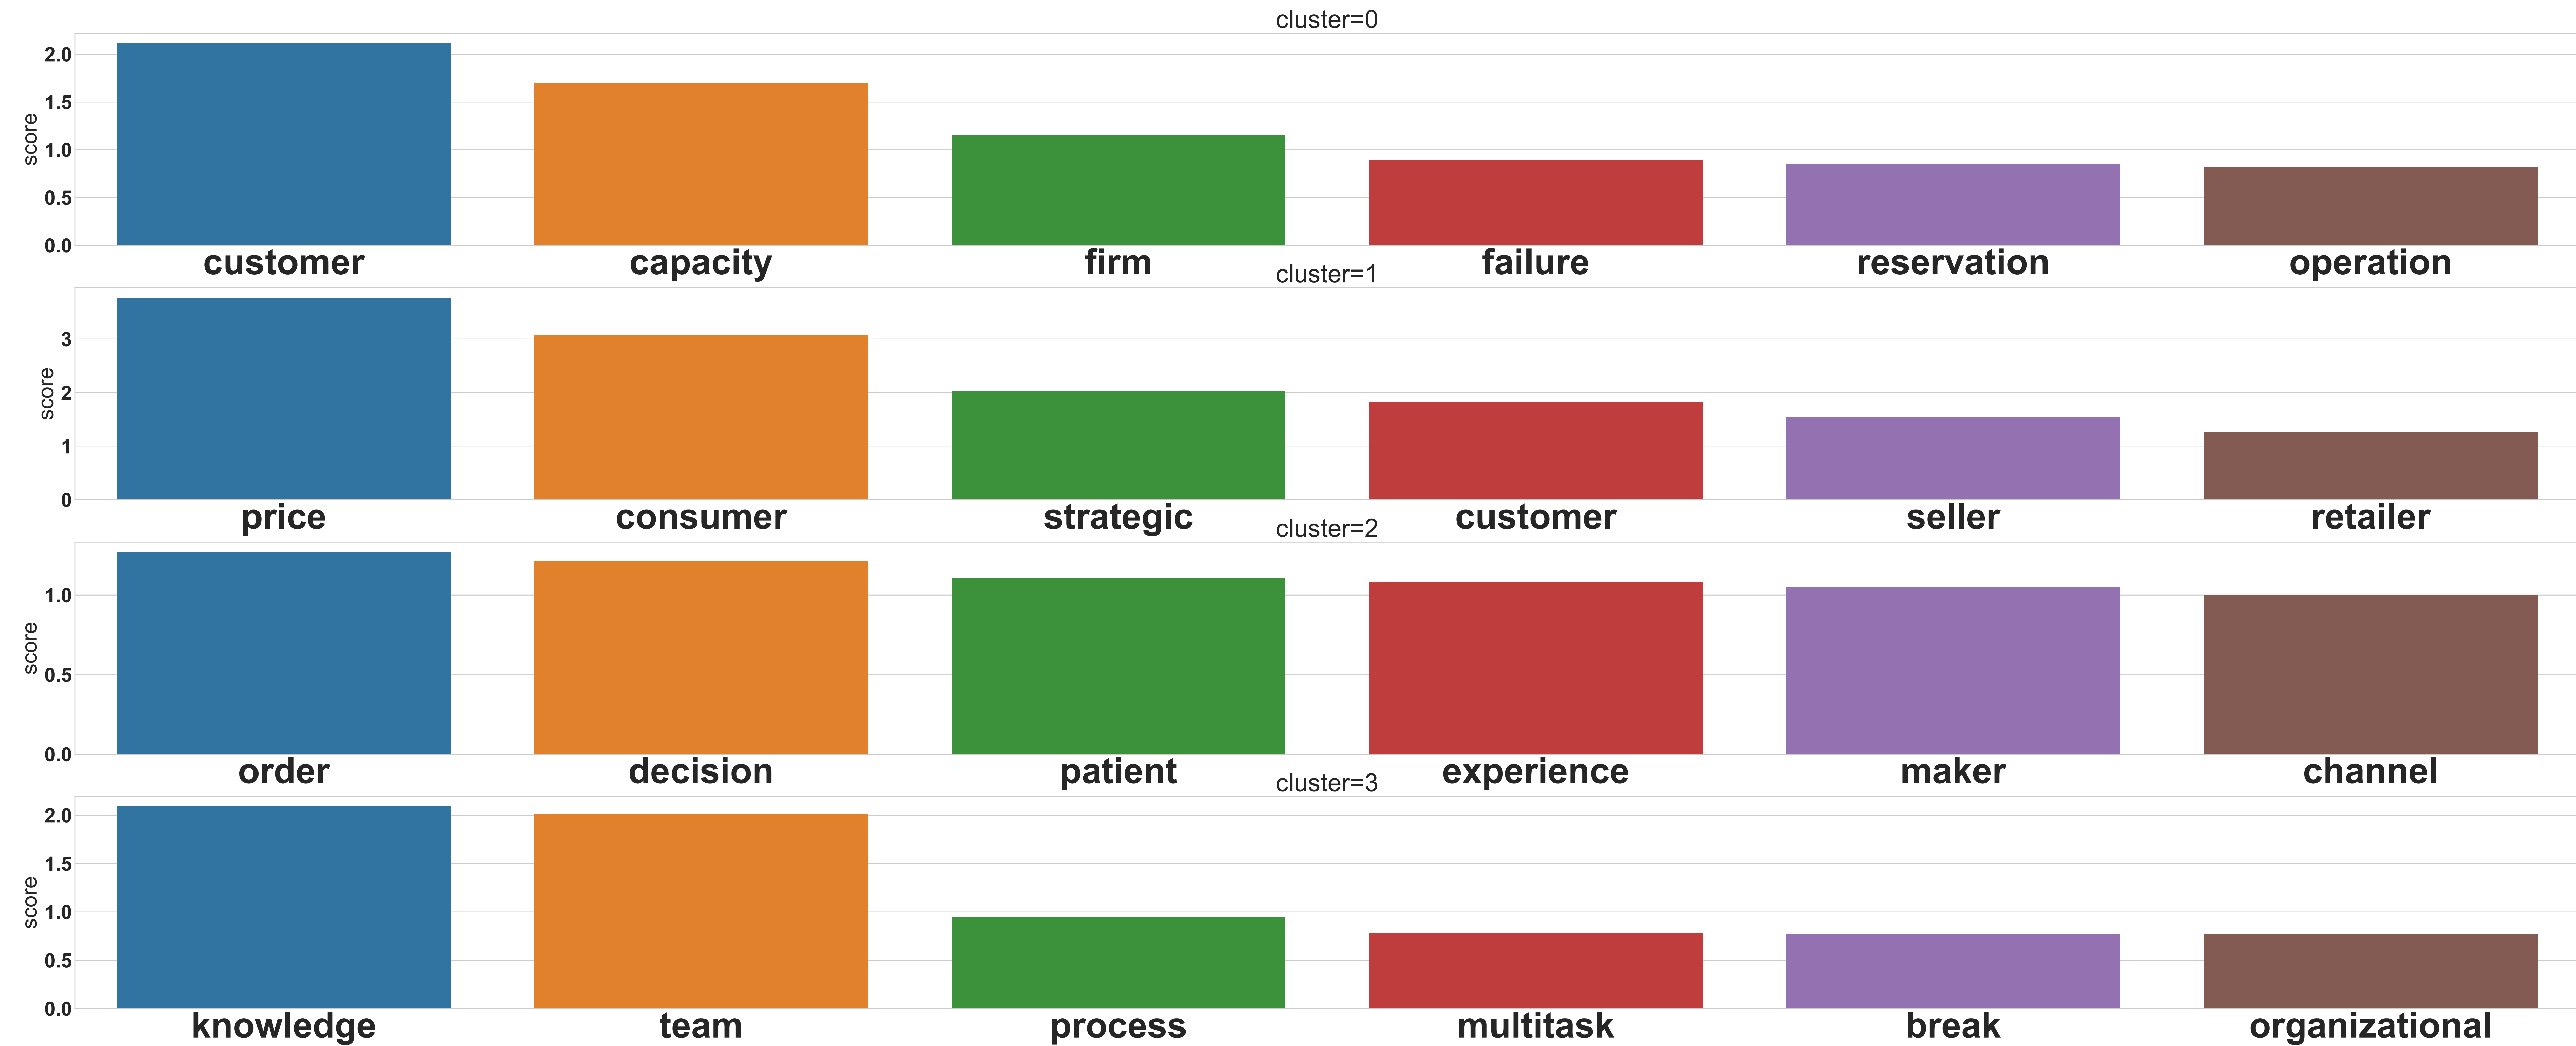 cluster=0
score
2.0
1.5
1.0
0.5
0.0
customer capacity firm failure reservation operation
cluster=1
score
3
2
1
0
price consumer strategic customer seller retailer
cluster=2
score
1.0
0.5
0.0
order decision patient experience maker channel
cluster=3
score
2.0
1.5
1.0
0.5
0.0
knowledge team process multitask break organizational